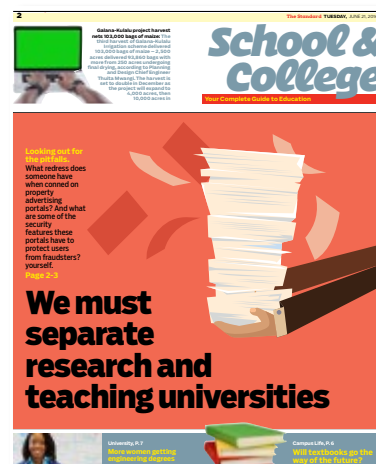 2
The Standard TUESDAY, JUNE 21, 2016
Galana-Kulalu project harvest
nets 103,000 bags of maize: The
third harvest of Galana-Kulalu
irrigation scheme delivered
103,000 bags of maize — 2,500
acres delivered 93,860 bags with
more from 350 acres undergoing
final drying, according to Planning
and Design Chief Engineer
Thuita Mwangi. The harvest is
set to double in December as
the project will expand to
4,000 acres, then
10,000 acres in
School &
College
Your Complete Guide to Education
Looking out for
the pitfalls.
What redress does
someone have
when conned on
property
advertising
portals? And what
are some of the
security
features these
portals have to
protect users
from fraudsters?
yourself.
Page 2-3
We must
separate
research and
teaching universities
University, P.7
More women getting
engineering degrees
Campus Life, P.6
Will textbooks go the
way of the future?